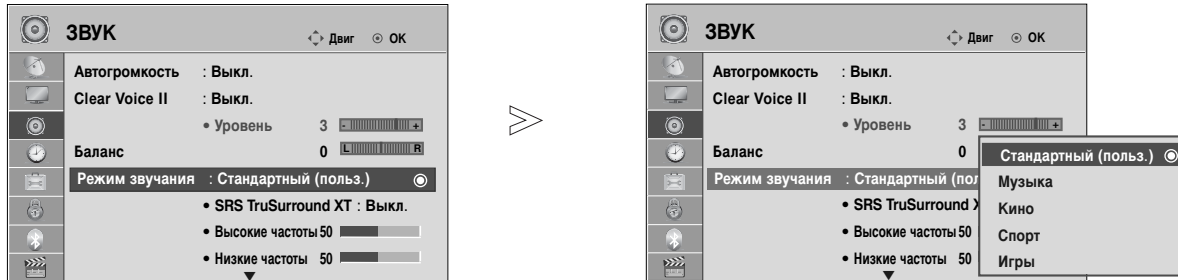 ЗВУК
Двиг OK
Автогромкость : Выкл.
Clear Voice II : Выкл.
• Уровень 3 - +
Баланс 0 L R
Режим звучания : Стандартный (польз.)
• SRS TruSurround XT : Выкл.
• Высокие частоты 50
• Низкие частоты 50
ЗВУК
Двиг OK
Автогромкость : Выкл.
Clear Voice II : Выкл.
• Уровень 3 - +
Баланс 0
Режим звучания : Стандартный (пол
• SRS TruSurround X
• Высокие частоты 50
• Низкие частоты 50
Стандартный (польз.)
Музыка
Кино
Спорт
Игры